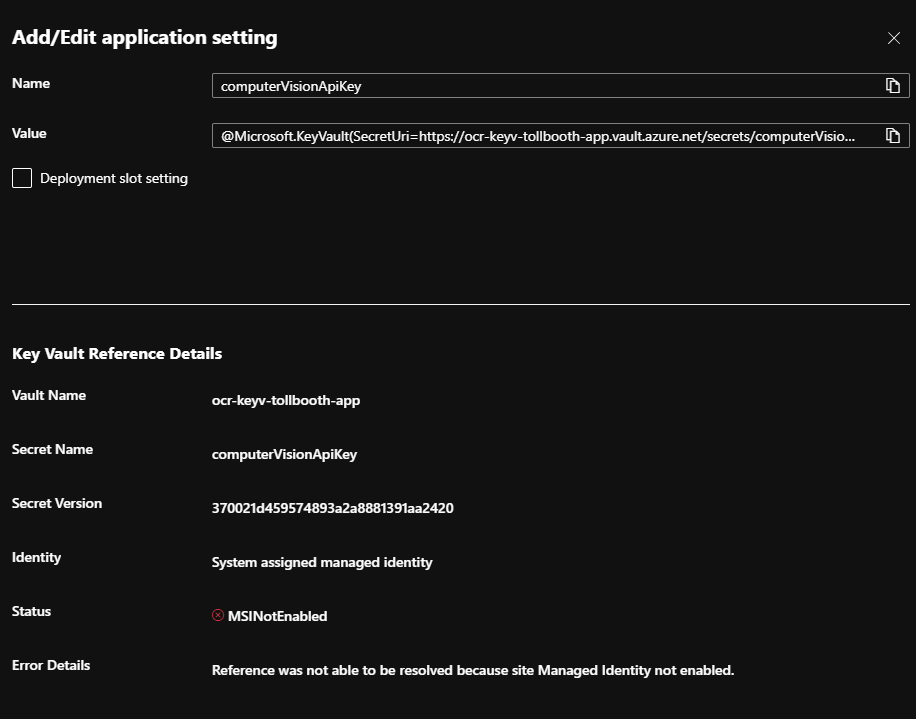 Add/Edit application setting
Name
computerVisionApiKey
Value
@Microsoft.KeyVault(SecretUri=https://ocr-keyv-tollbooth-app.vault.azure.net/secrets/computerVisio...
Deployment slot setting
Key Vault Reference Details
Vault Name
ocr-keyv-tollbooth-app
Secret Name
computerVisionApiKey
Secret Version
370021d459574893a2a8881391aa2420
Identity
System assigned managed identity
Status
MSINotEnabled
Error Details
Reference was not able to be resolved because site Managed Identity not enabled.